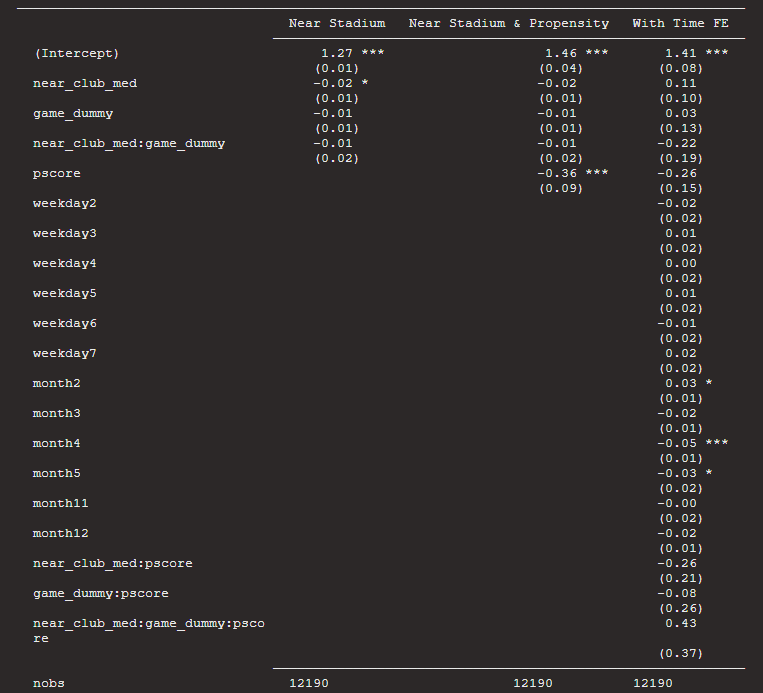 Near Stadium Near Stadium & Propensity With Time FE
(Intercept) 1.27 *** 1.46 *** 1.41 ***
(0.01) (0.04) (0.08)
near_club_med -0.02 * -0.02 0.11
(0.01) (0.01) (0.10)
game_dummy -0.01 -0.01 0.03
(0.01) (0.01) (0.13)
near_club_med:game_dummy -0.01 -0.01 -0.22
(0.02) (0.02) (0.19)
pscore -0.36 *** -0.26
(0.09) (0.15)
weekday2 -0.02
(0.02)
weekday3 0.01
(0.02)
weekday4 0.00
(0.02)
weekday5 0.01
(0.02)
weekday6 -0.01
(0.02)
weekday7 0.02
(0.02)
month2 0.03 *
(0.01)
month3 -0.02
(0.01)
month4 -0.05 ***
(0.01)
month5 -0.03 *
(0.02)
month11 -0.00
(0.02)
month12 -0.02
(0.01)
near_club_med:pscore -0.26
(0.21)
game_dummy:pscore -0.08
(0.26)
near_club_med:game_dummy:psco 0.43
re
(0.37)
nobs 12190 12190 12190